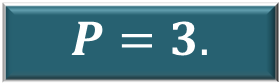 P = 3.